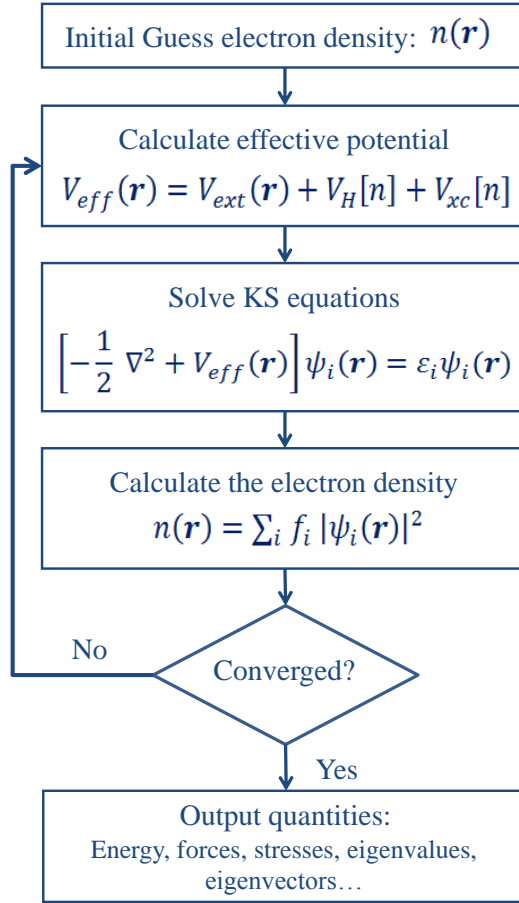 Initial Guess electron density: n(r)
Calculate effective potential
V_eff(r) = V_ext(r) + V_H[n] + V_xc[n]
Solve KS equations
[−1/2 ∇² + V_eff(r)] ψ_i(r) = ε_i ψ_i(r)
Calculate the electron density
n(r) = ∑_i f_i |ψ_i(r)|²
No
Converged?
Yes
Output quantities:
Energy, forces, stresses, eigenvalues,
eigenvectors…